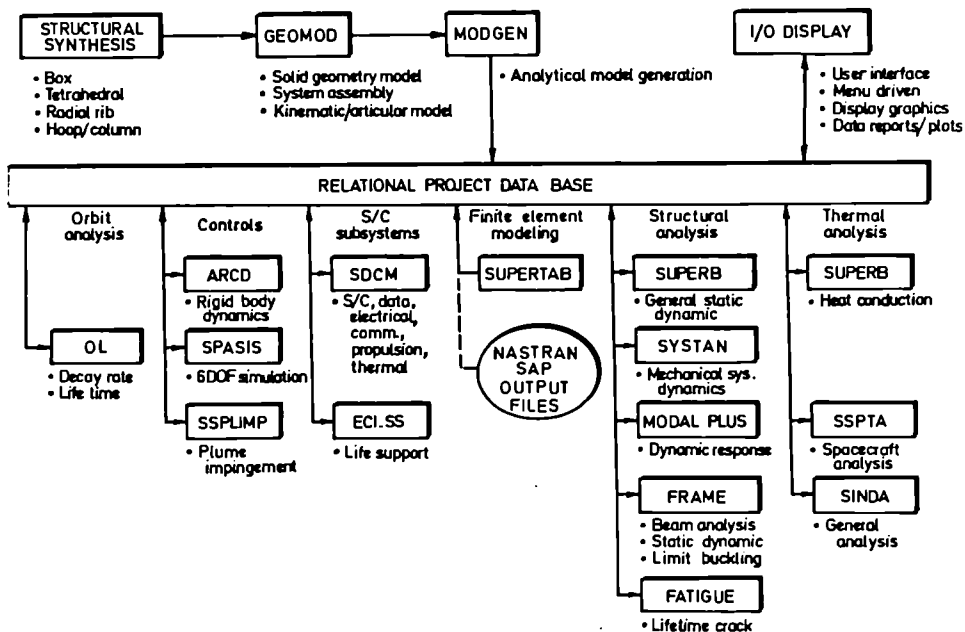 STRUCTURAL
SYNTHESIS
• Box
• Tetrahedral
• Radial rib
• Hoop/column
GEOMOD
• Solid geometry model
• System assembly
• Kinematic/articular model
MODGEN
• Analytical model generation
I/O DISPLAY
• User interface
• Menu driven
• Display graphics
• Data reports/plots
RELATIONAL PROJECT DATA BASE
Orbit
analysis
OL
• Decay rate
• Life time
Controls
ARCD
• Rigid body
dynamics
SPASIS
• 6DOF simulation
SSPLIMP
• Plume
impingement
S/C
subsystems
SDCM
• S/C, data,
electrical,
comm.,
propulsion,
thermal
ECLSS
• Life support
Finite element
modeling
SUPERTAB
NASTRAN
SAP
OUTPUT
FILES
Structural
analysis
SUPERB
• General static
dynamic
SYSTAN
• Mechanical sys.
dynamics
MODAL PLUS
• Dynamic response
FRAME
• Beam analysis
• Static dynamic
• Limit buckling
FATIGUE
• Lifetime crack
Thermal
analysis
SUPERB
• Heat conduction
SSPTA
• Spacecraft
analysis
SINDA
• General
analysis